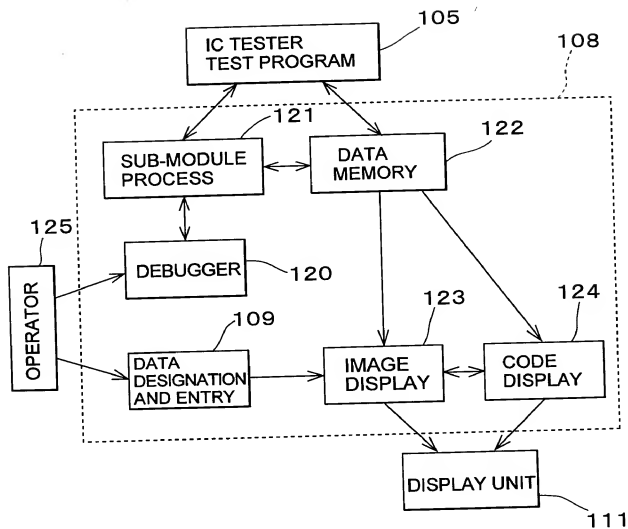 IC TESTER
TEST PROGRAM
105
108
121
SUB-MODULE
PROCESS
DATA
MEMORY
122
125
OPERATOR
DEBUGGER
120
109
DATA
DESIGNATION
AND ENTRY
123
IMAGE
DISPLAY
124
CODE
DISPLAY
DISPLAY UNIT
111